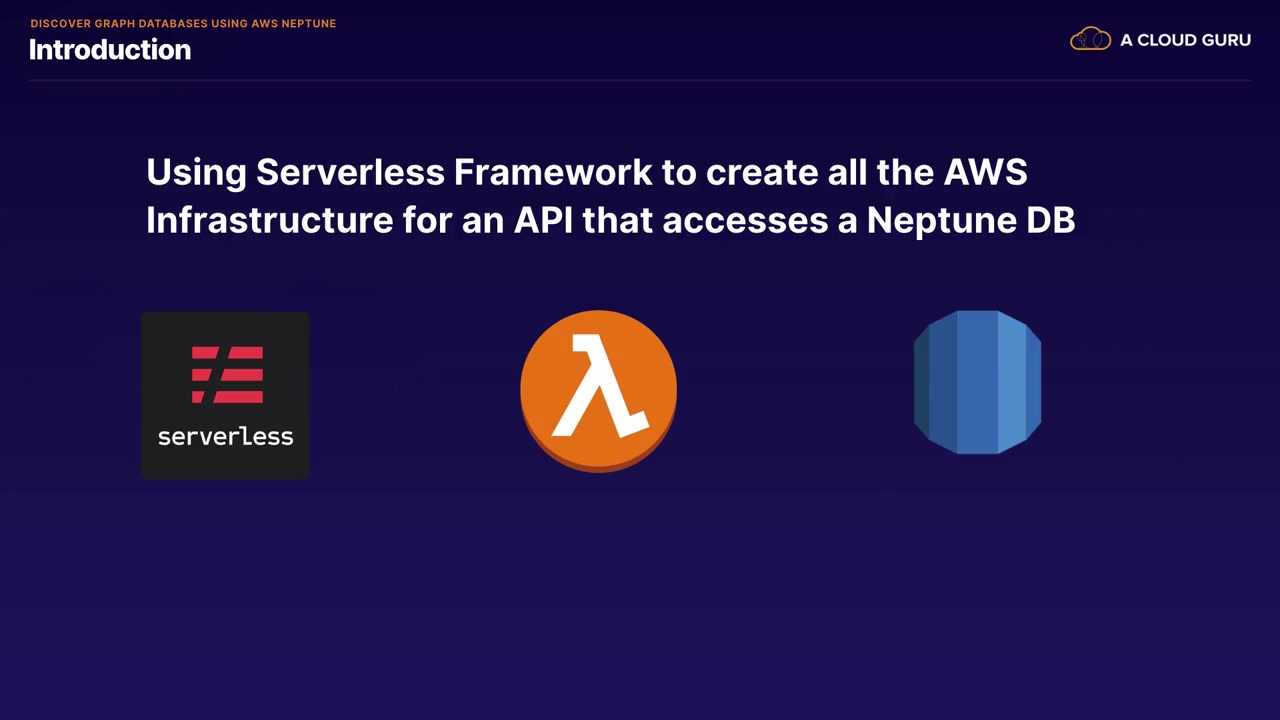 DISCOVER GRAPH DATABASES USING AWS NEPTUNE
Introduction
A CLOUD GURU
Using Serverless Framework to create all the AWS
Infrastructure for an API that accesses a Neptune DB
serverless
λ